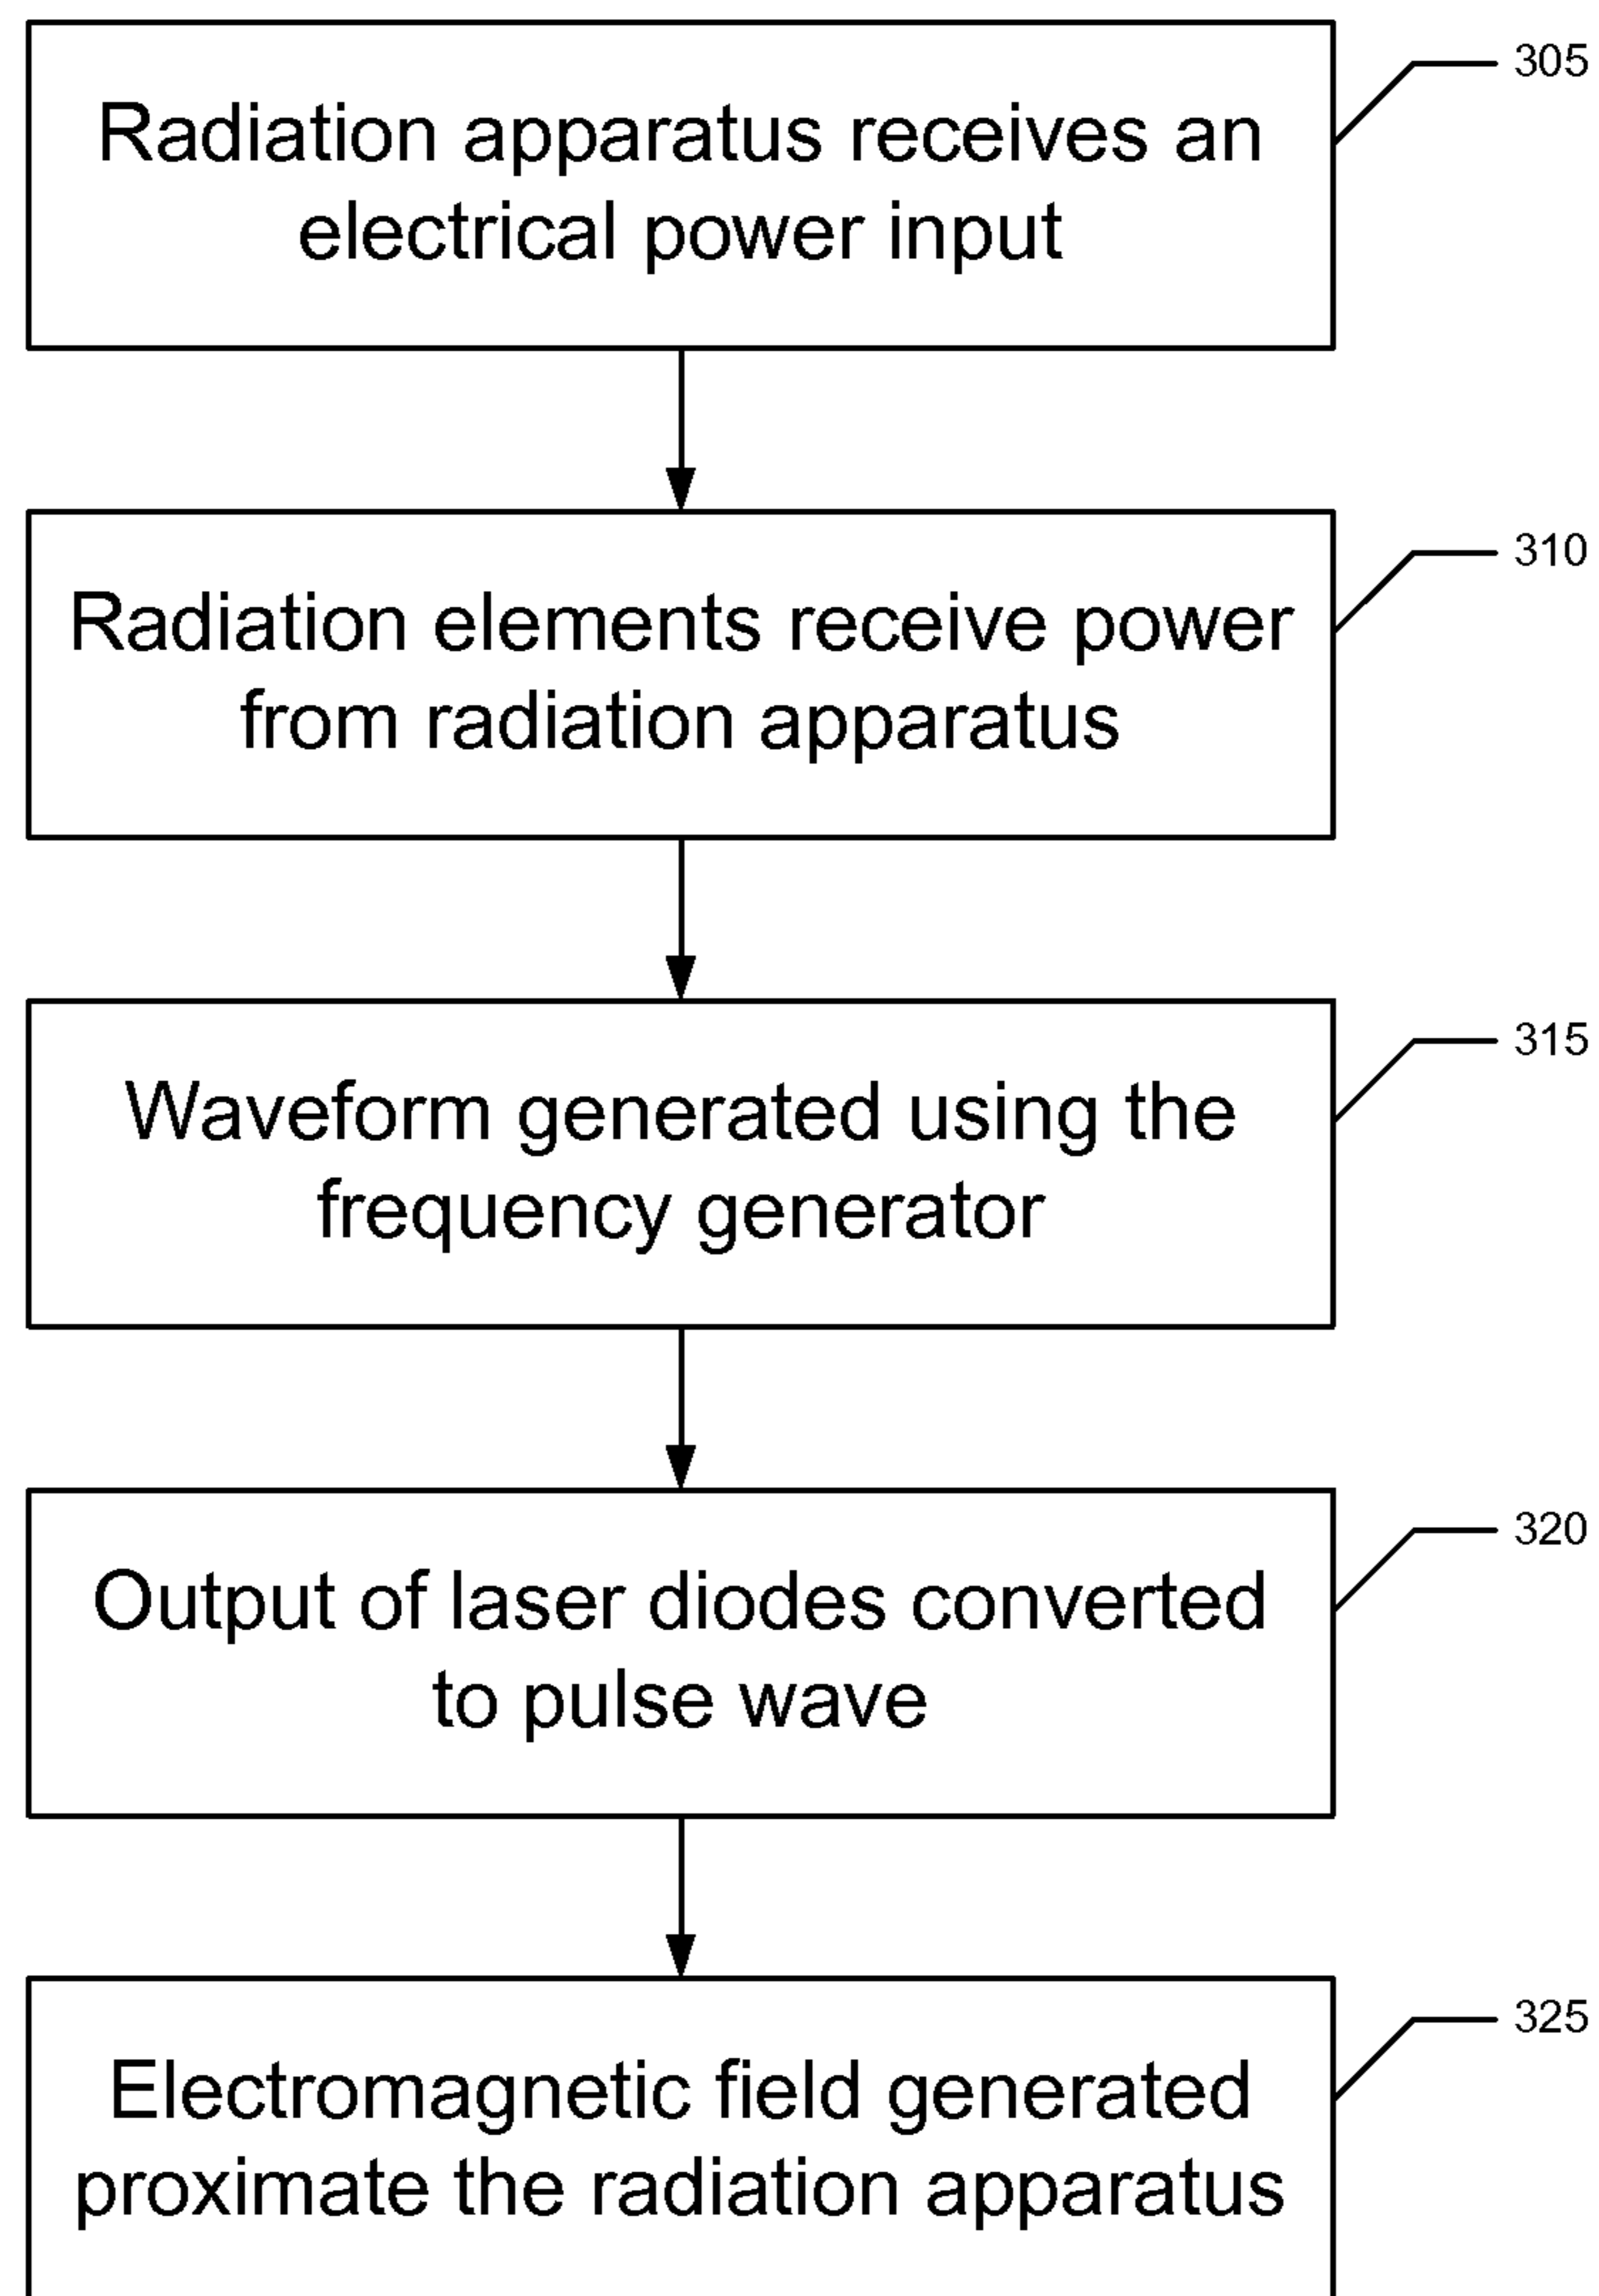 Radiation apparatus receives an
electrical power input
305
Radiation elements receive power
from radiation apparatus
310
Waveform generated using the
frequency generator
315
Output of laser diodes converted
to pulse wave
320
Electromagnetic field generated
proximate the radiation apparatus
325